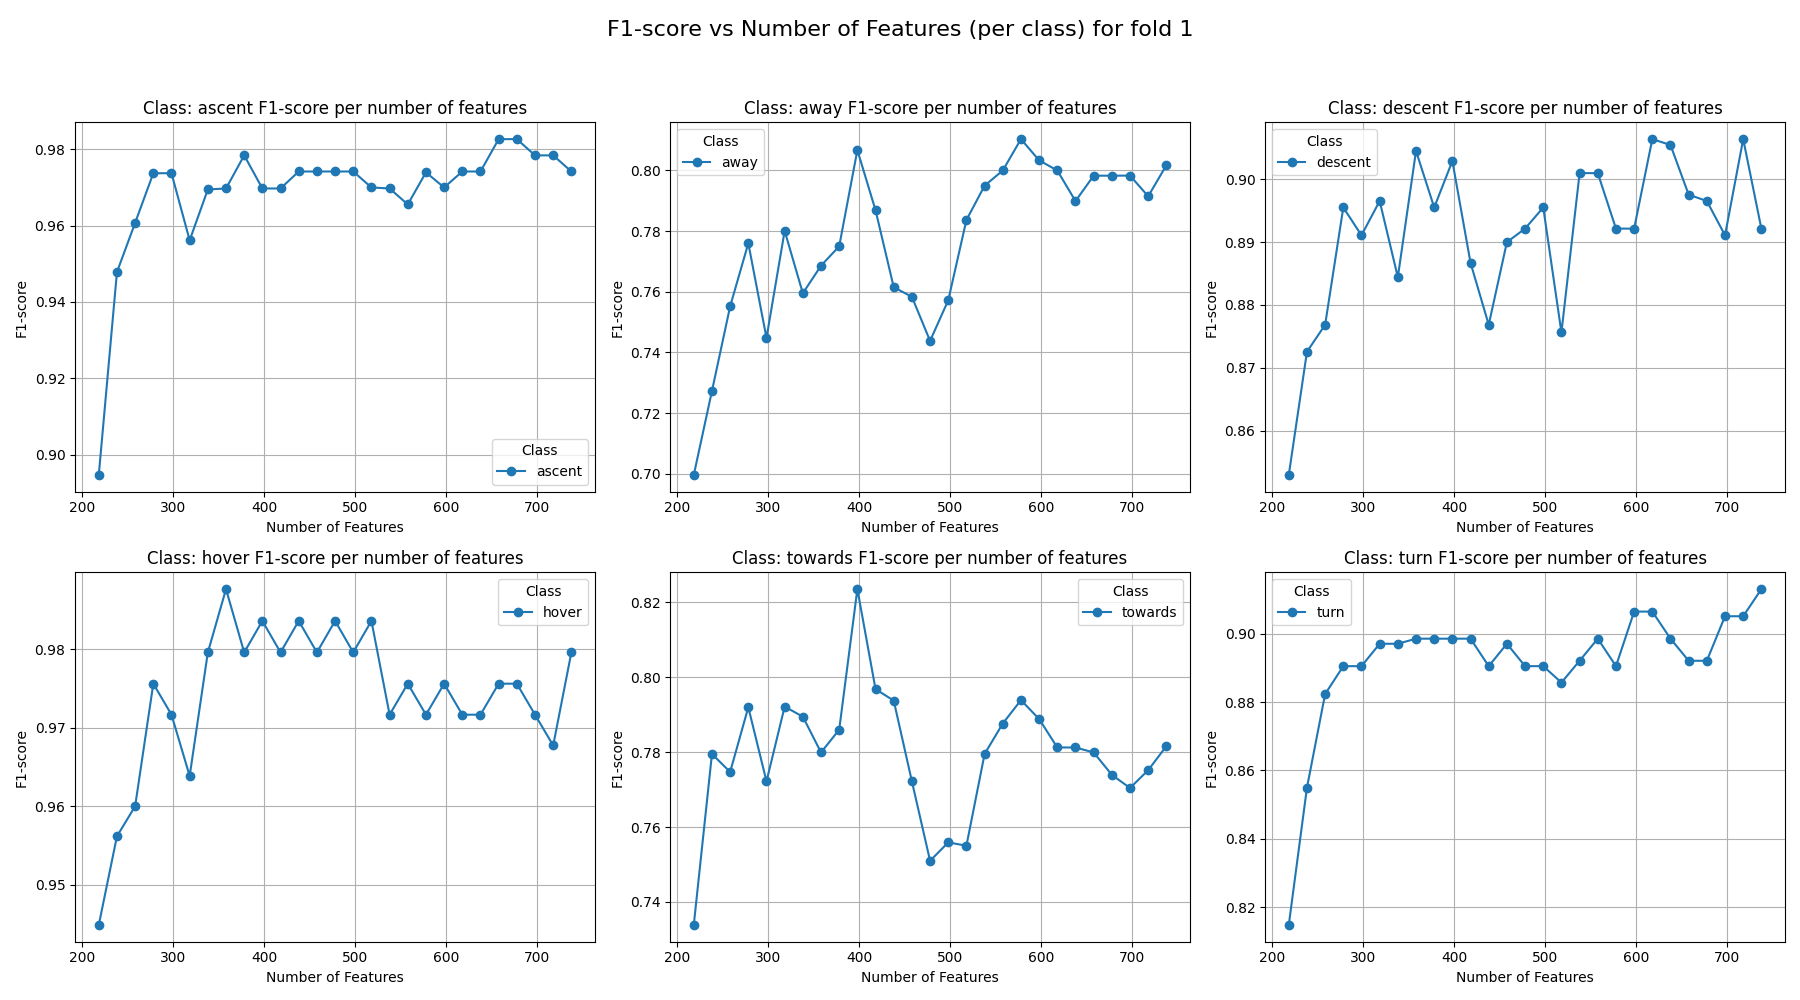 F1-score vs Number of Features (per class) for fold 1
Class: ascent F1-score per number of features
F1-score
0.98
0.96
0.94
0.92
0.90
Class
ascent
200 300 400 500 600 700
Number of Features
Class: away F1-score per number of features
F1-score
0.80
0.78
0.76
0.74
0.72
0.70
Class
away
200 300 400 500 600 700
Number of Features
Class: descent F1-score per number of features
F1-score
0.90
0.89
0.88
0.87
0.86
Class
descent
200 300 400 500 600 700
Number of Features
Class: hover F1-score per number of features
F1-score
0.98
0.97
0.96
0.95
Class
hover
200 300 400 500 600 700
Number of Features
Class: towards F1-score per number of features
F1-score
0.82
0.80
0.78
0.76
0.74
Class
towards
200 300 400 500 600 700
Number of Features
Class: turn F1-score per number of features
F1-score
0.90
0.88
0.86
0.84
0.82
Class
turn
200 300 400 500 600 700
Number of Features